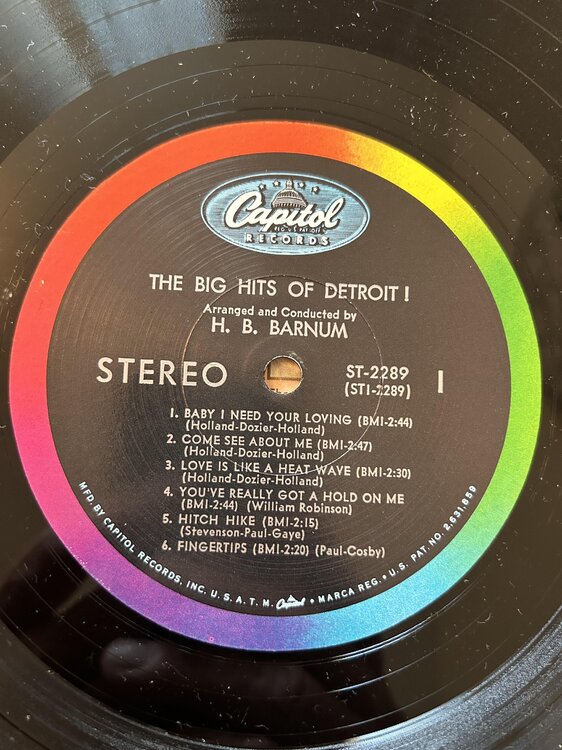 Capitol
REG. U.S. PAT. OFF.
RECORDS
THE BIG HITS OF DETROIT!
Arranged and Conducted by
H. B. BARNUM
STEREO
ST-2289
(ST1-2289)
1
1. BABY I NEED YOUR LOVING (BMI-2:44)
(Holland-Dozier-Holland)
2. COME SEE ABOUT ME (BMI-2:47)
(Holland-Dozier-Holland)
3. LOVE IS LIKE A HEAT WAVE (BMI-2:30)
(Holland-Dozier-Holland)
4. YOU'VE REALLY GOT A HOLD ON ME
(BMI-2:44) (William Robinson)
5. HITCH HIKE (BMI-2:15)
(Stevenson-Paul-Gaye)
6. FINGERTIPS (BMI-2:20) (Paul-Cosby)
MFD. BY CAPITOL RECORDS, INC. U.S.A. T.M. Capitol • MARCA REG. • U.S. PAT. NO. 2,631,859